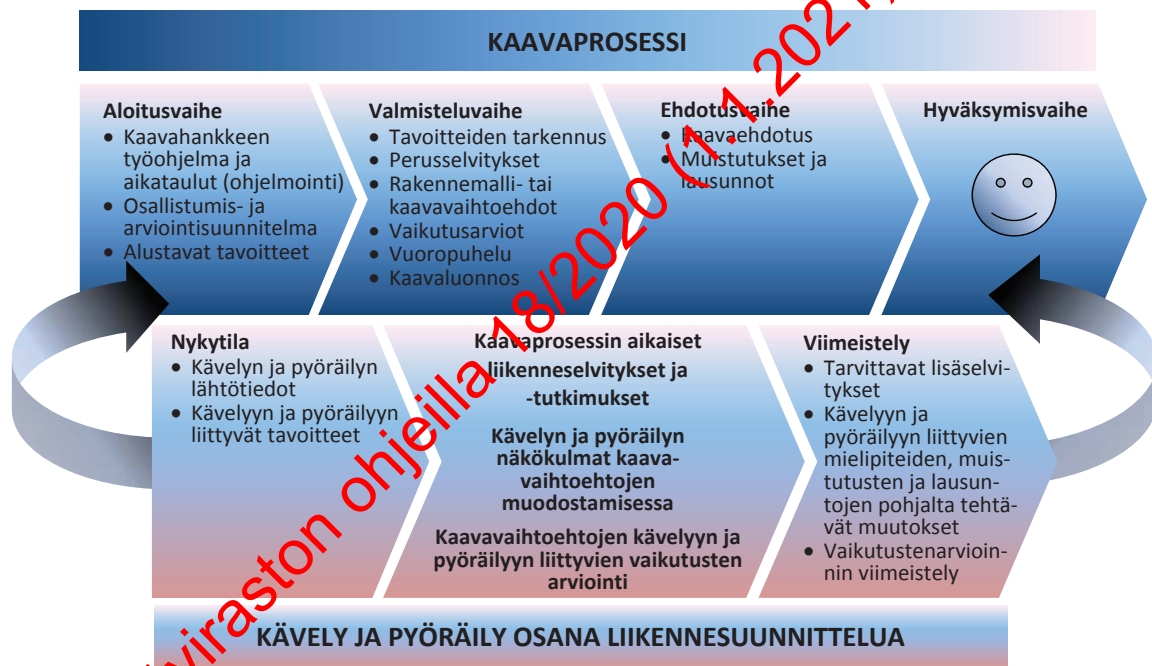 KAAVAPROSESSI
Aloitusvaihe
• Kaavahankkeen
työohjelma ja
aikataulut (ohjelmointi)
• Osallistumis- ja
arviointisuunnitelma
• Alustavat tavoitteet
Valmisteluvaihe
• Tavoitteiden tarkennus
• Perusselvitykset
• Rakennemalli- tai
kaavavaihtoehdot
• Vaikutusarviot
• Vuoropuhelu
• Kaavaluonnos
Ehdotusvaihe
• Kaavaehdotus
• Muistutukset ja
lausunnot
Hyväksymisvaihe
Nykytila
• Kävelyn ja pyöräilyn
lähtötiedot
• Kävelyyn ja pyöräilyyn
liittyvät tavoitteet
Kaavaprosessin aikaiset
liikenneselvitykset ja
-tutkimukset
Kävelyn ja pyöräilyn
näkökulmat kaava-
vaihtoehtojen
muodostamisessa
Kaavavaihtoehtojen kävelyyn ja
pyöräilyyn liittyvien vaikutusten
arviointi
Viimeistely
• Tarvittavat lisäselvi-
tykset
• Kävelyyn ja
pyöräilyyn liittyvien
mielipiteiden, muis-
tutusten ja lausun-
tojen pohjalta tehtä-
vät muutokset
• Vaikutustenarvioin-
nin viimeistely
KÄVELY JA PYÖRÄILY OSANA LIIKENNESUUNNITTELUA
viraston ohjeilla 18/2020 (1.1.2021)